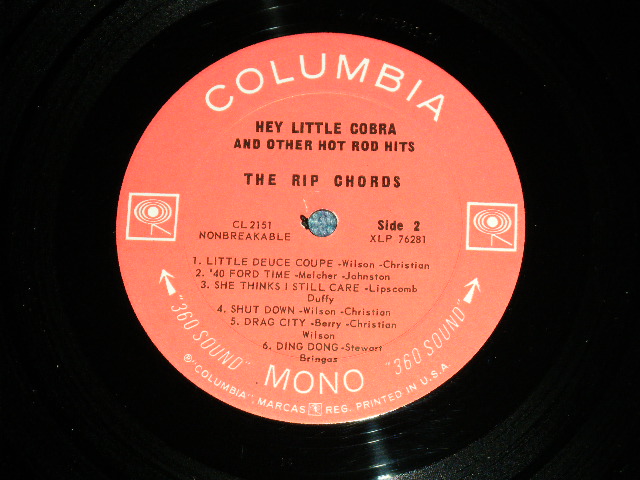 COLUMBIA
HEY LITTLE COBRA
AND OTHER HOT ROD HITS
THE RIP CHORDS
CL 2151
NONBREAKABLE
Side 2
XLP 76281
1. LITTLE DEUCE COUPE -Wilson -Christian
2. '40 FORD TIME -Melcher -Johnston
3. SHE THINKS I STILL CARE -Lipscomb
Duffy
4. SHUT DOWN -Wilson -Christian
5. DRAG CITY -Berry -Christian
Wilson
6. DING DONG -Stewart
Bringas
"360 SOUND"
MONO
"360 SOUND"
® "COLUMBIA", MARCAS REG. PRINTED IN U.S.A.